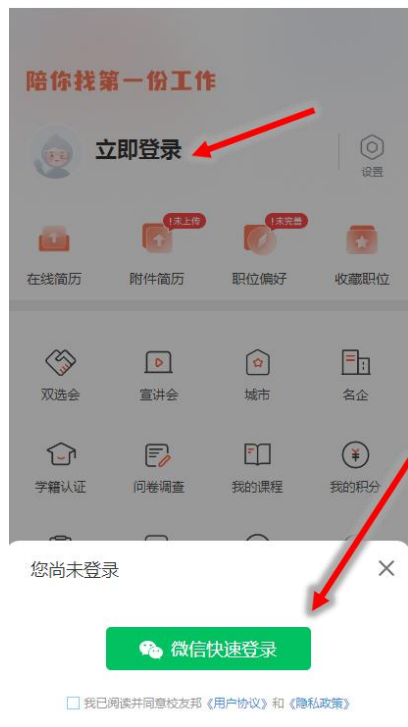 陪你找第一份工作
立即登录
设置
!未上传 !未完善
在线简历 附件简历 职位偏好 收藏职位
双选会 宣讲会 城市 名企
学籍认证 问卷调查 我的课程 我的积分
您尚未登录
微信快速登录
我已阅读并同意校友邦《用户协议》和《隐私政策》